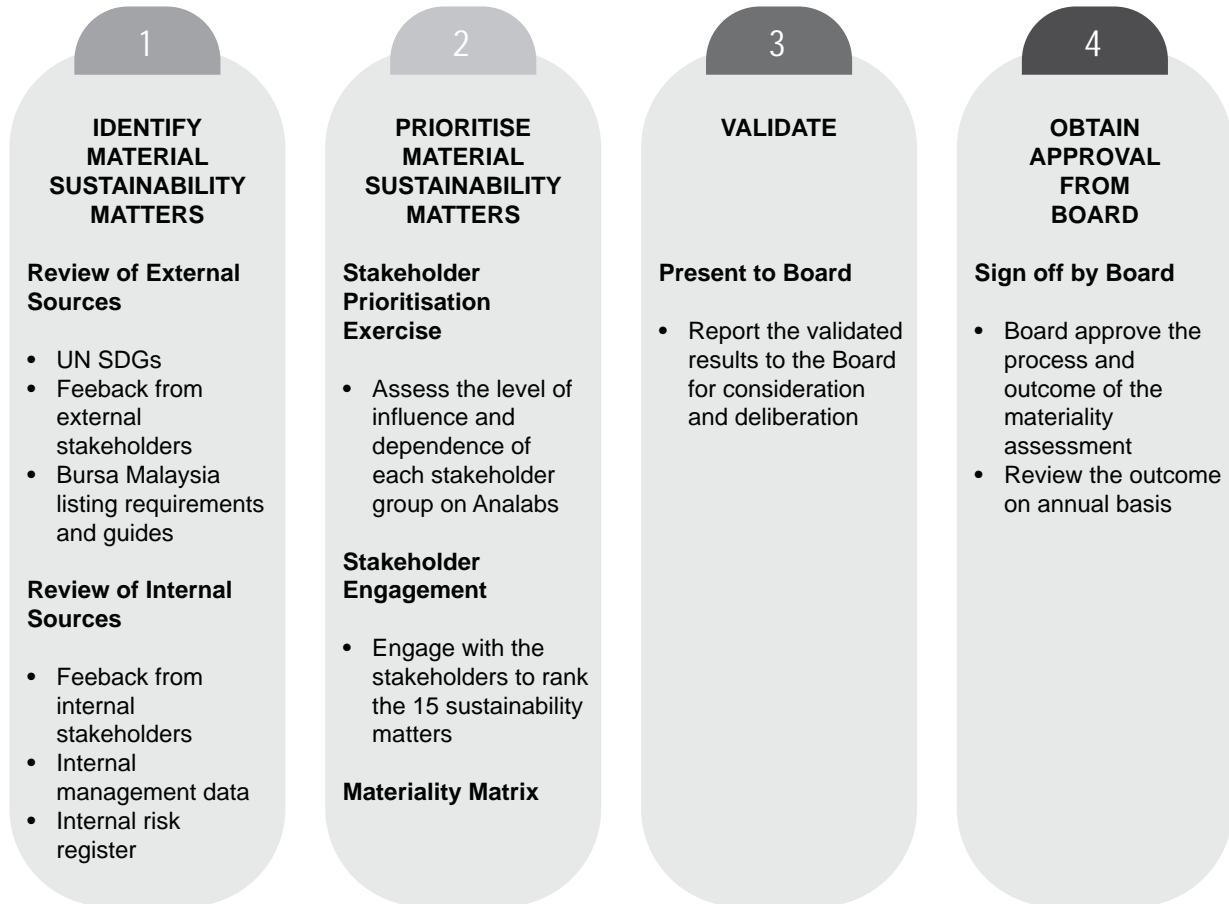 1
IDENTIFY
MATERIAL
SUSTAINABILITY
MATTERS
Review of External
Sources
• UN SDGs
• Feeback from
external
stakeholders
• Bursa Malaysia
listing requirements
and guides
Review of Internal
Sources
• Feeback from
internal
stakeholders
• Internal
management data
• Internal risk
register
2
PRIORITISE
MATERIAL
SUSTAINABILITY
MATTERS
Stakeholder
Prioritisation
Exercise
• Assess the level of
influence and
dependence of
each stakeholder
group on Analabs
Stakeholder
Engagement
• Engage with the
stakeholders to rank
the 15 sustainability
matters
Materiality Matrix
3
VALIDATE
Present to Board
• Report the validated
results to the Board
for consideration
and deliberation
4
OBTAIN
APPROVAL
FROM
BOARD
Sign off by Board
• Board approve the
process and
outcome of the
materiality
assessment
• Review the outcome
on annual basis